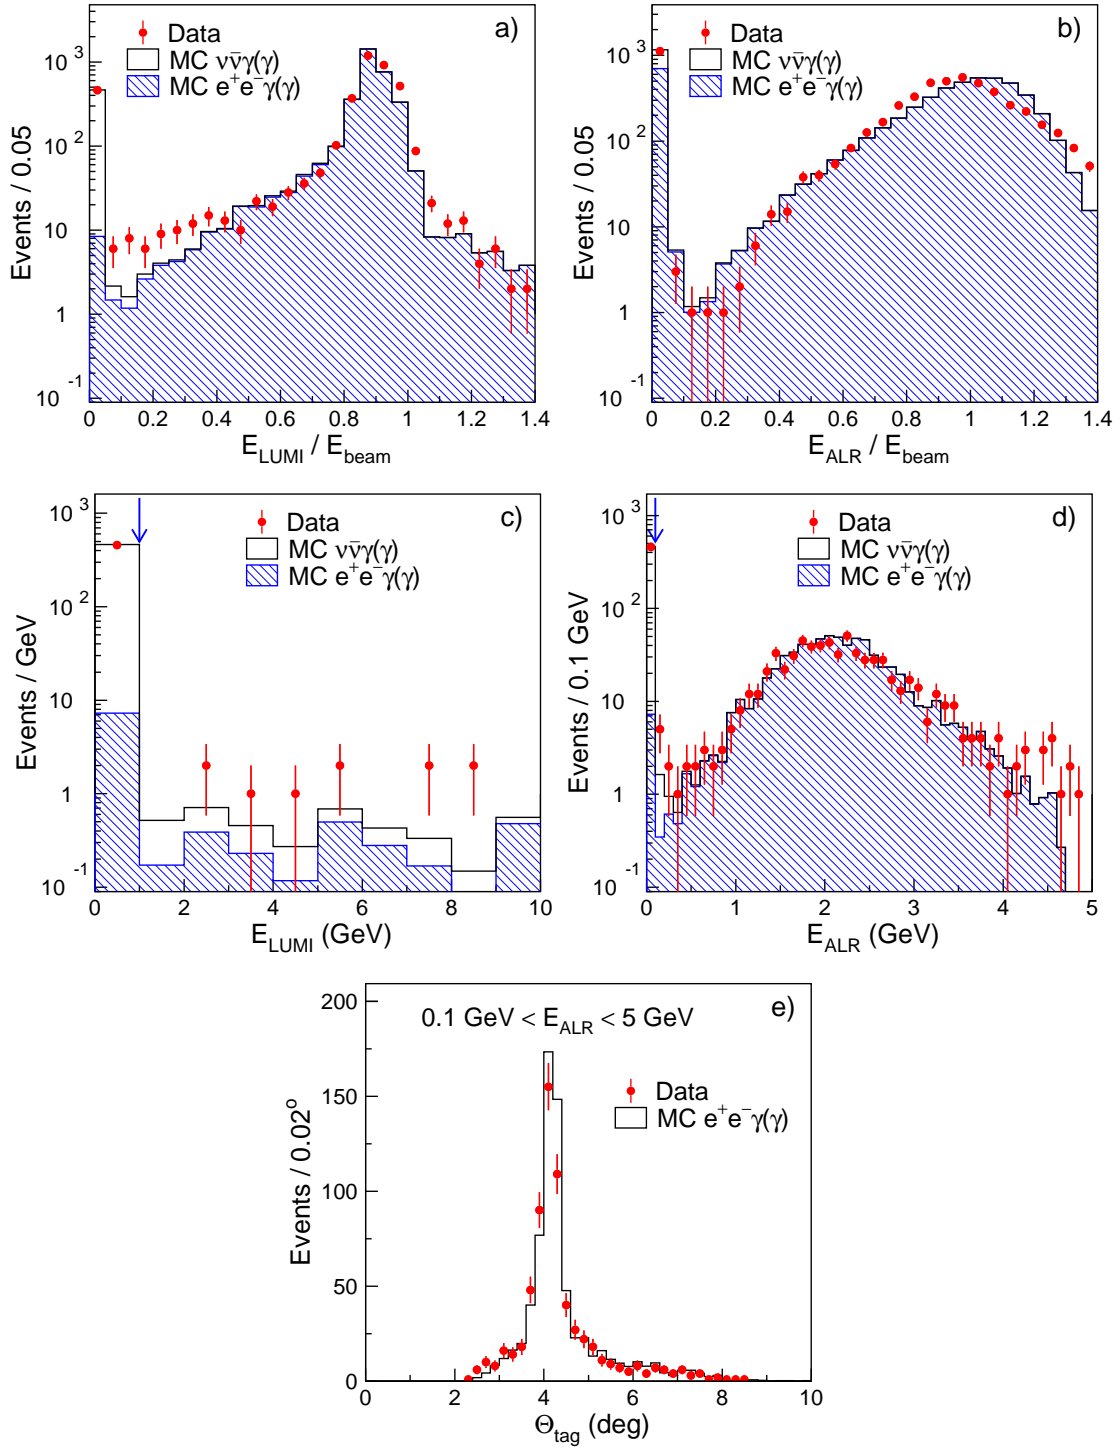 a)
Data
MC νν̄γ(γ)
MC e⁺e⁻γ(γ)
Events / 0.05
10³
10²
10
1
10⁻¹
0 0.2 0.4 0.6 0.8 1 1.2 1.4
E_LUMI / E_beam
b)
Data
MC νν̄γ(γ)
MC e⁺e⁻γ(γ)
Events / 0.05
10³
10²
10
1
10⁻¹
0 0.2 0.4 0.6 0.8 1 1.2 1.4
E_ALR / E_beam
c)
Data
MC νν̄γ(γ)
MC e⁺e⁻γ(γ)
Events / GeV
10³
10²
10
1
10⁻¹
0 2 4 6 8 10
E_LUMI (GeV)
d)
Data
MC νν̄γ(γ)
MC e⁺e⁻γ(γ)
Events / 0.1 GeV
10³
10²
10
1
10⁻¹
0 1 2 3 4 5
E_ALR (GeV)
e)
0.1 GeV < E_ALR < 5 GeV
Data
MC e⁺e⁻γ(γ)
Events / 0.02°
200
150
100
50
0
0 2 4 6 8 10
Θ_tag (deg)